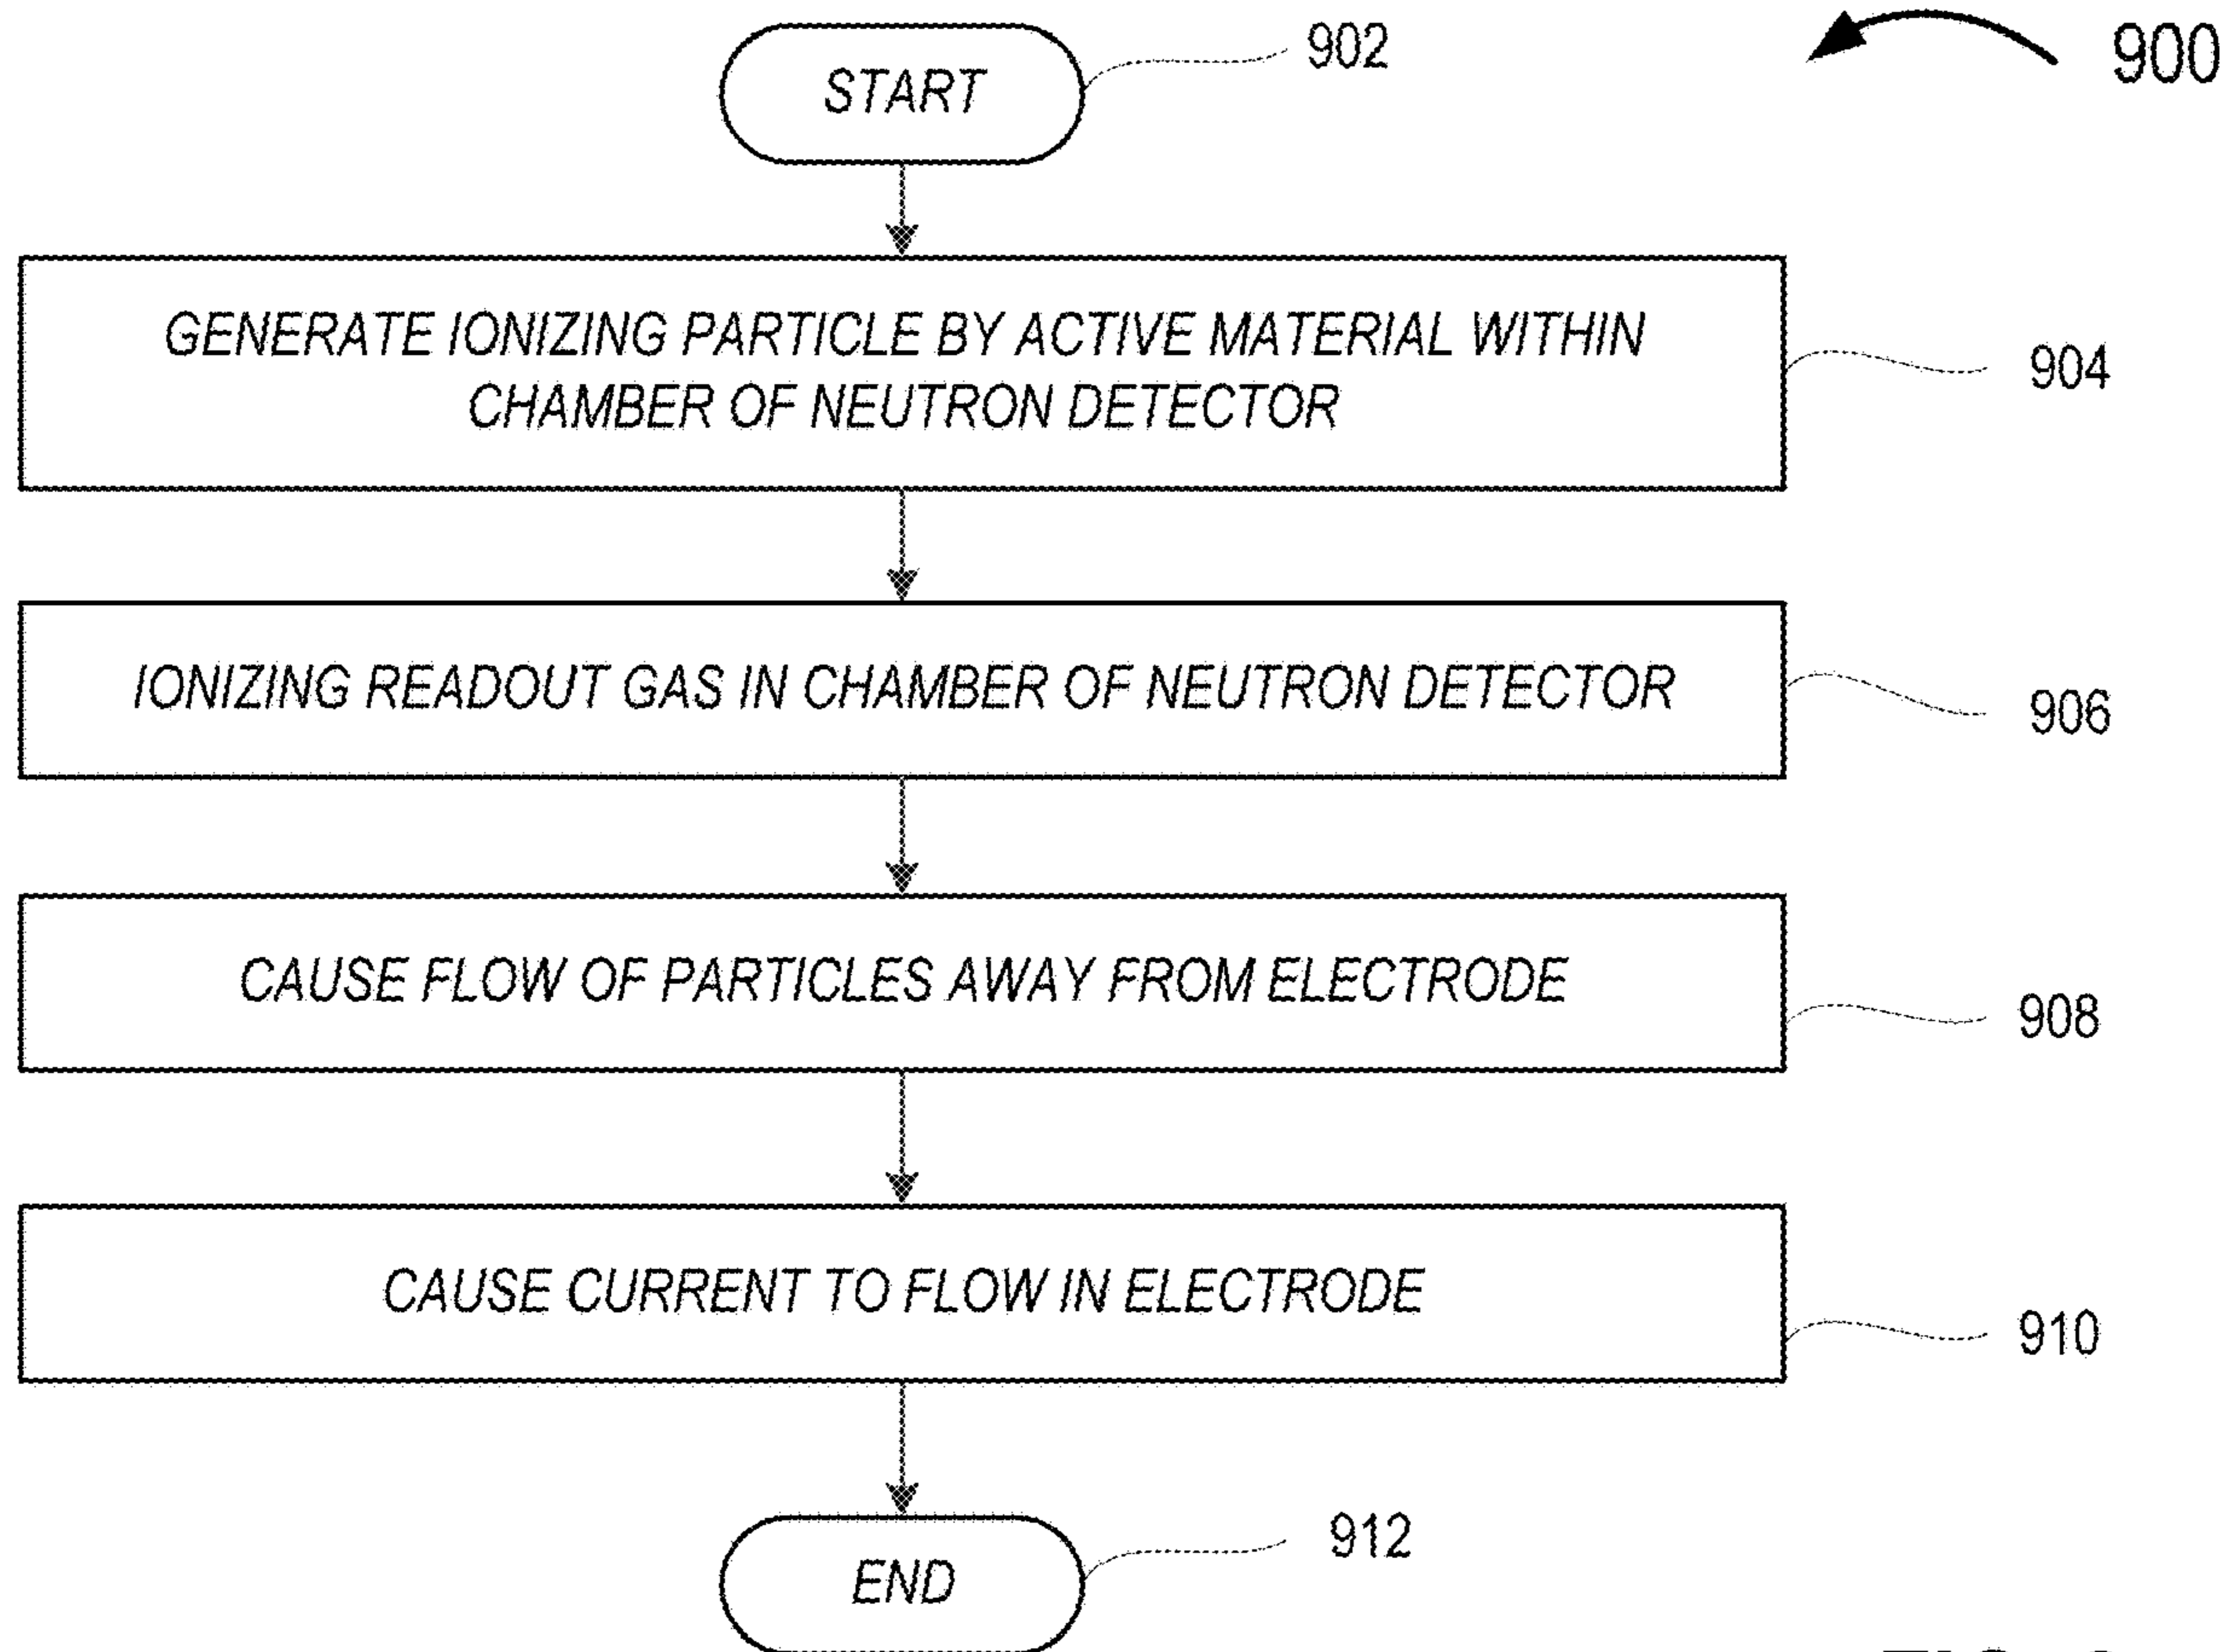 START
902
900
GENERATE IONIZING PARTICLE BY ACTIVE MATERIAL WITHIN
CHAMBER OF NEUTRON DETECTOR
904
IONIZING READOUT GAS IN CHAMBER OF NEUTRON DETECTOR
906
CAUSE FLOW OF PARTICLES AWAY FROM ELECTRODE
908
CAUSE CURRENT TO FLOW IN ELECTRODE
910
END
912